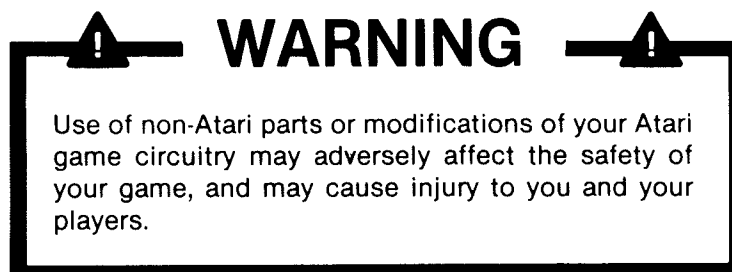 WARNING
Use of non-Atari parts or modifications of your Atari
game circuitry may adversely affect the safety of
your game, and may cause injury to you and your
players.